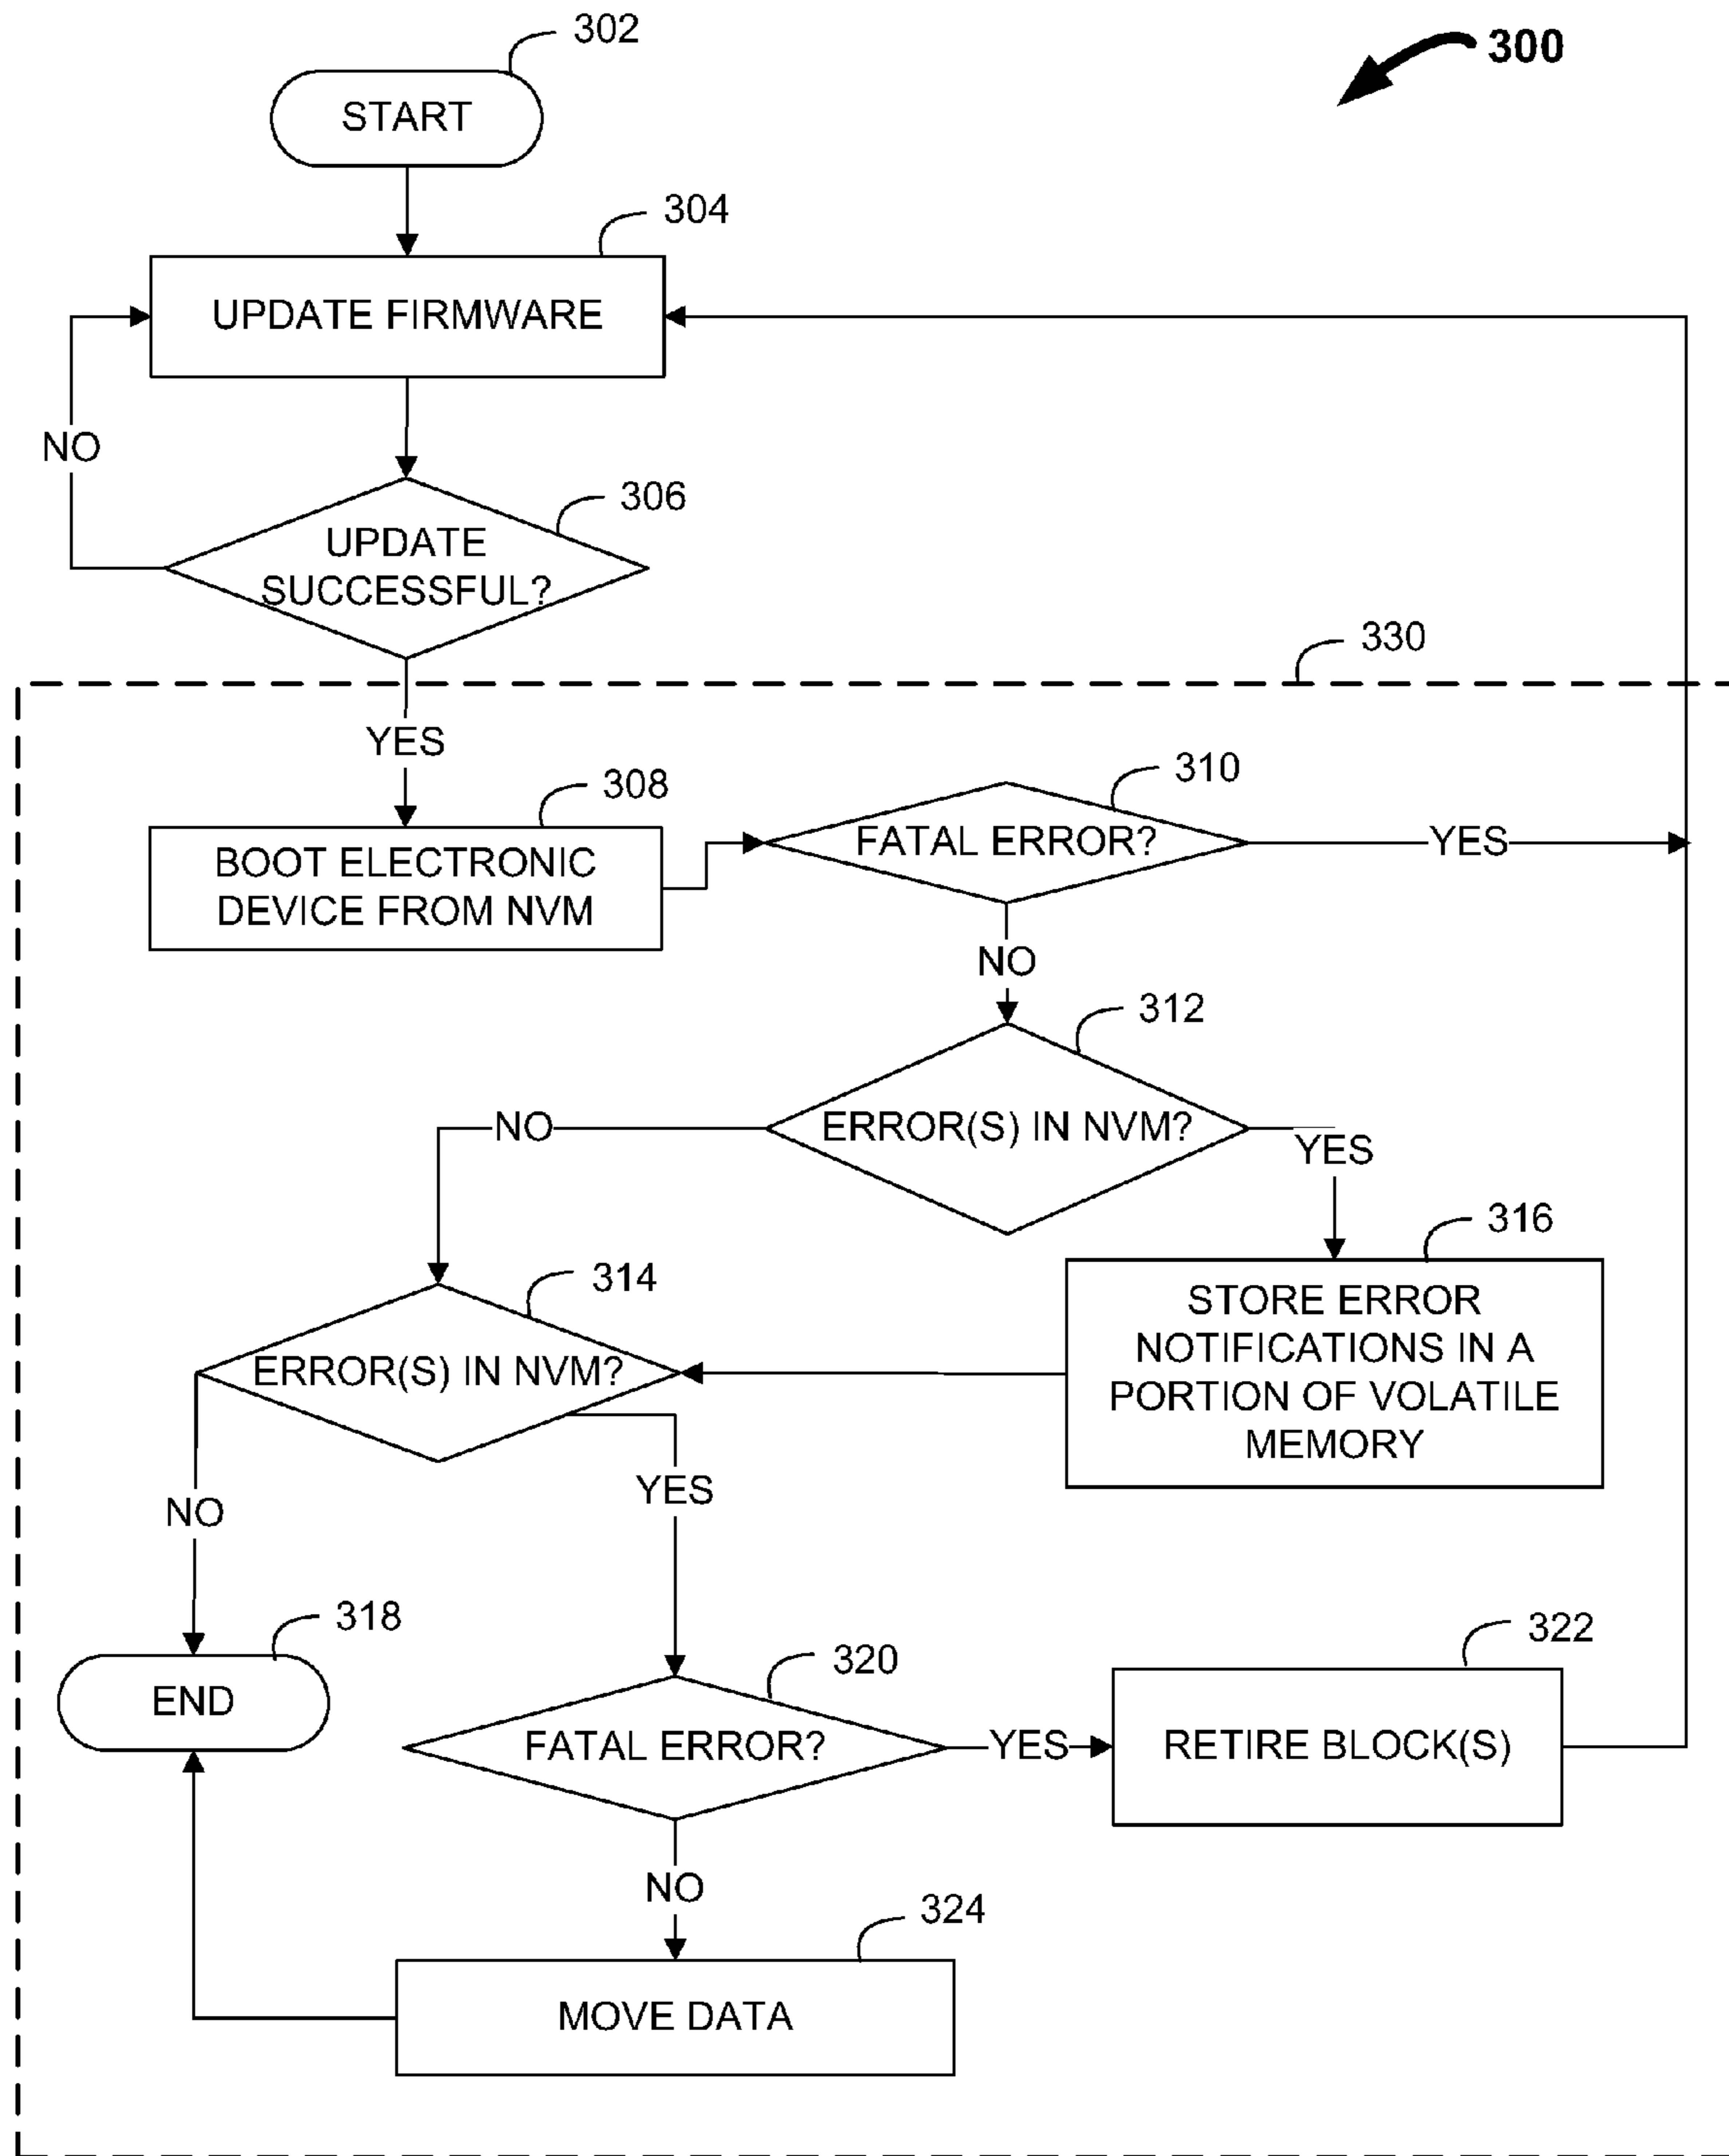 302
300
START
304
UPDATE FIRMWARE
NO
306
UPDATE
SUCCESSFUL?
330
YES
308
310
BOOT ELECTRONIC
DEVICE FROM NVM
FATAL ERROR?
YES
NO
312
NO
ERROR(S) IN NVM?
YES
316
314
STORE ERROR
NOTIFICATIONS IN A
PORTION OF VOLATILE
MEMORY
ERROR(S) IN NVM?
YES
NO
318
END
320
322
FATAL ERROR?
YES
RETIRE BLOCK(S)
NO
324
MOVE DATA